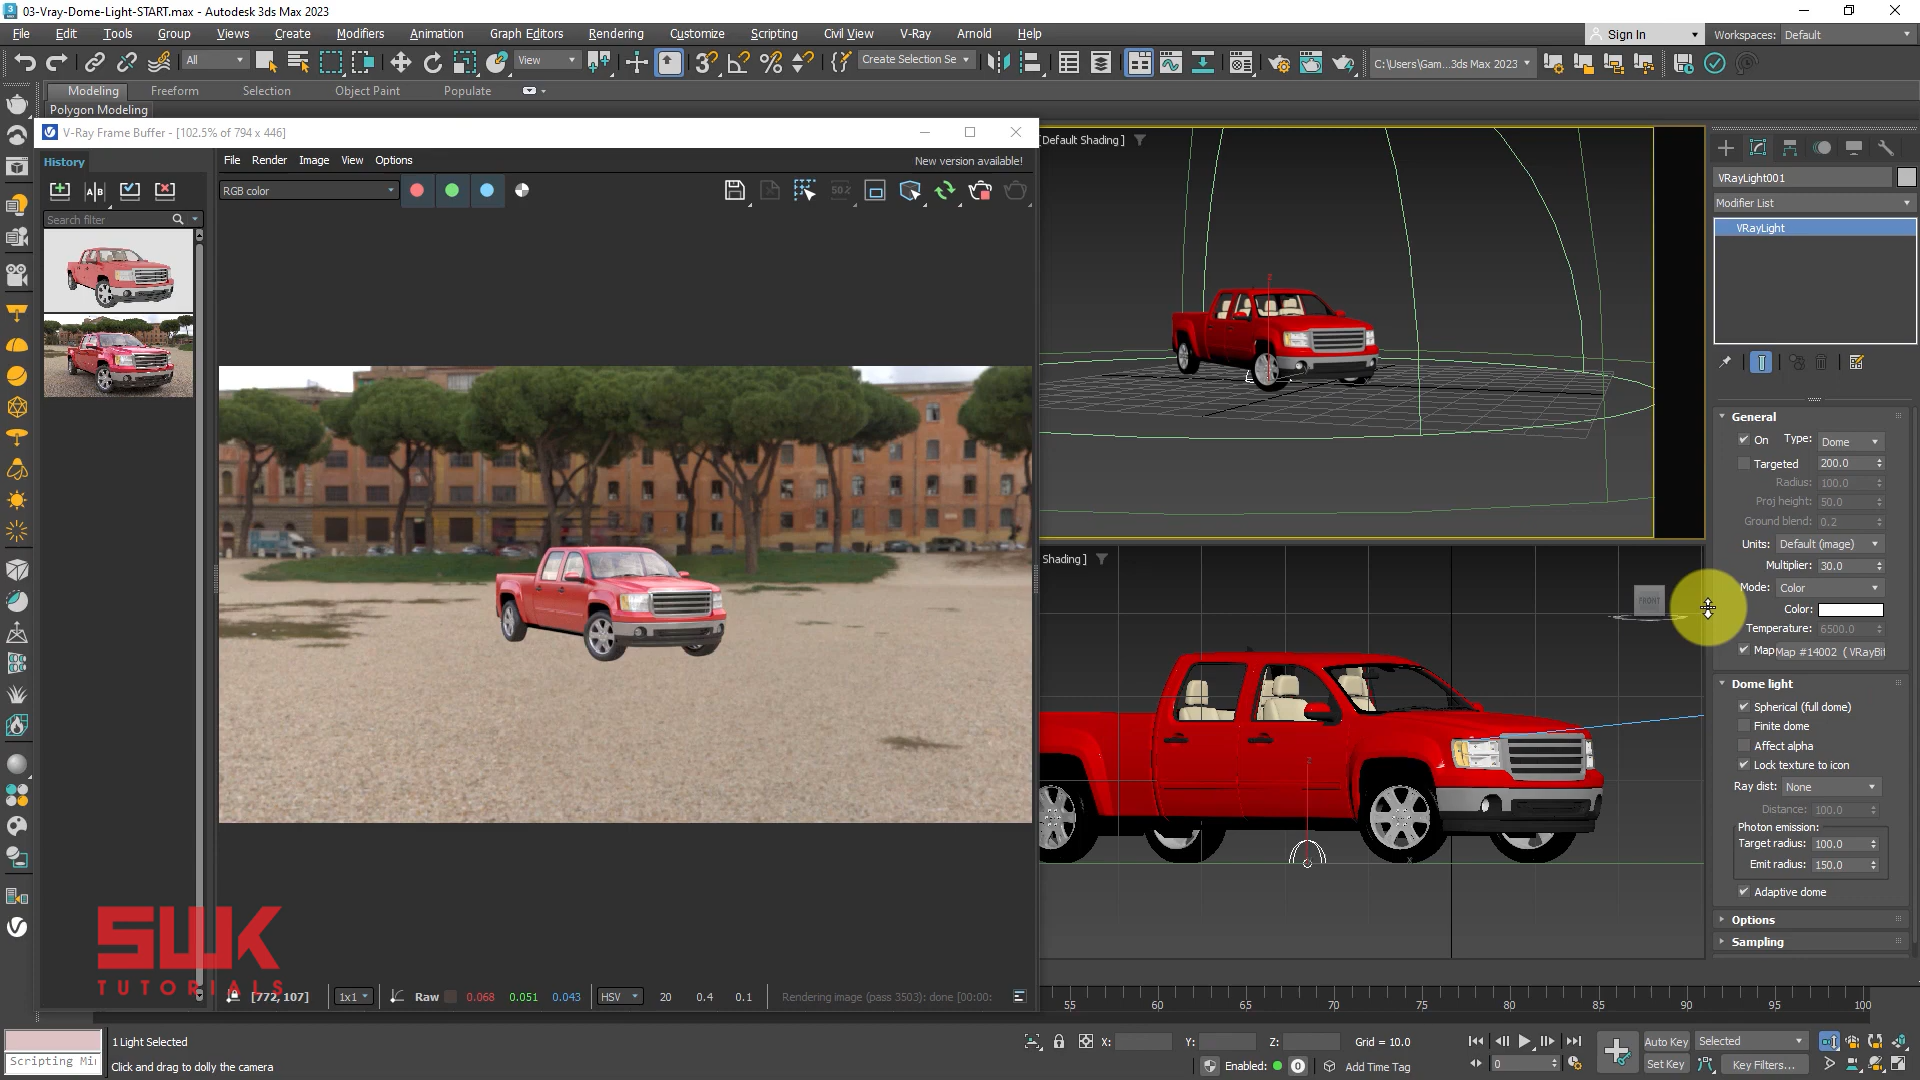 03-Vray-Dome-Light-START.max - Autodesk 3ds Max 2023
File Edit Tools Group Views Create Modifiers Animation Graph Editors Rendering Customize Scripting Civil View V-Ray Arnold Help
Sign In Workspaces: Default
All View Create Selection Se C:\Users\Gam...3ds Max 2023
Modeling Freeform Selection Object Paint Populate
Polygon Modeling
V-Ray Frame Buffer - [102.5% of 794 x 446]
History
File Render Image View Options
New version available!
RGB color
50%
Search filter
Default Shading ]
Shading ]
FRONT
VRayLight001
Modifier List
VRayLight
General
On Type: Dome
Targeted 200.0
Radius: 100.0
Proj height: 50.0
Ground blend: 0.2
Units: Default (image)
Multiplier: 30.0
Mode: Color
Color:
Temperature: 6500.0
Map Map #14002 ( VRayBit
Dome light
Spherical (full dome)
Finite dome
Affect alpha
Lock texture to icon
Ray dist: None
Distance: 100.0
Photon emission:
Target radius: 100.0
Emit radius: 150.0
Adaptive dome
Options
Sampling
SWK
TUTORIALS
[772, 107] 1x1 Raw 0.068 0.051 0.043 HSV 20 0.4 0.1 Rendering image (pass 3503): done [00:00:
55 60 65 70 75 80 85 90 95 100
1 Light Selected
Click and drag to dolly the camera
Scripting Mi
X: Y: Z: Grid = 10.0
Enabled: 0 Add Time Tag
0
Auto Key Selected
Set Key Key Filters...